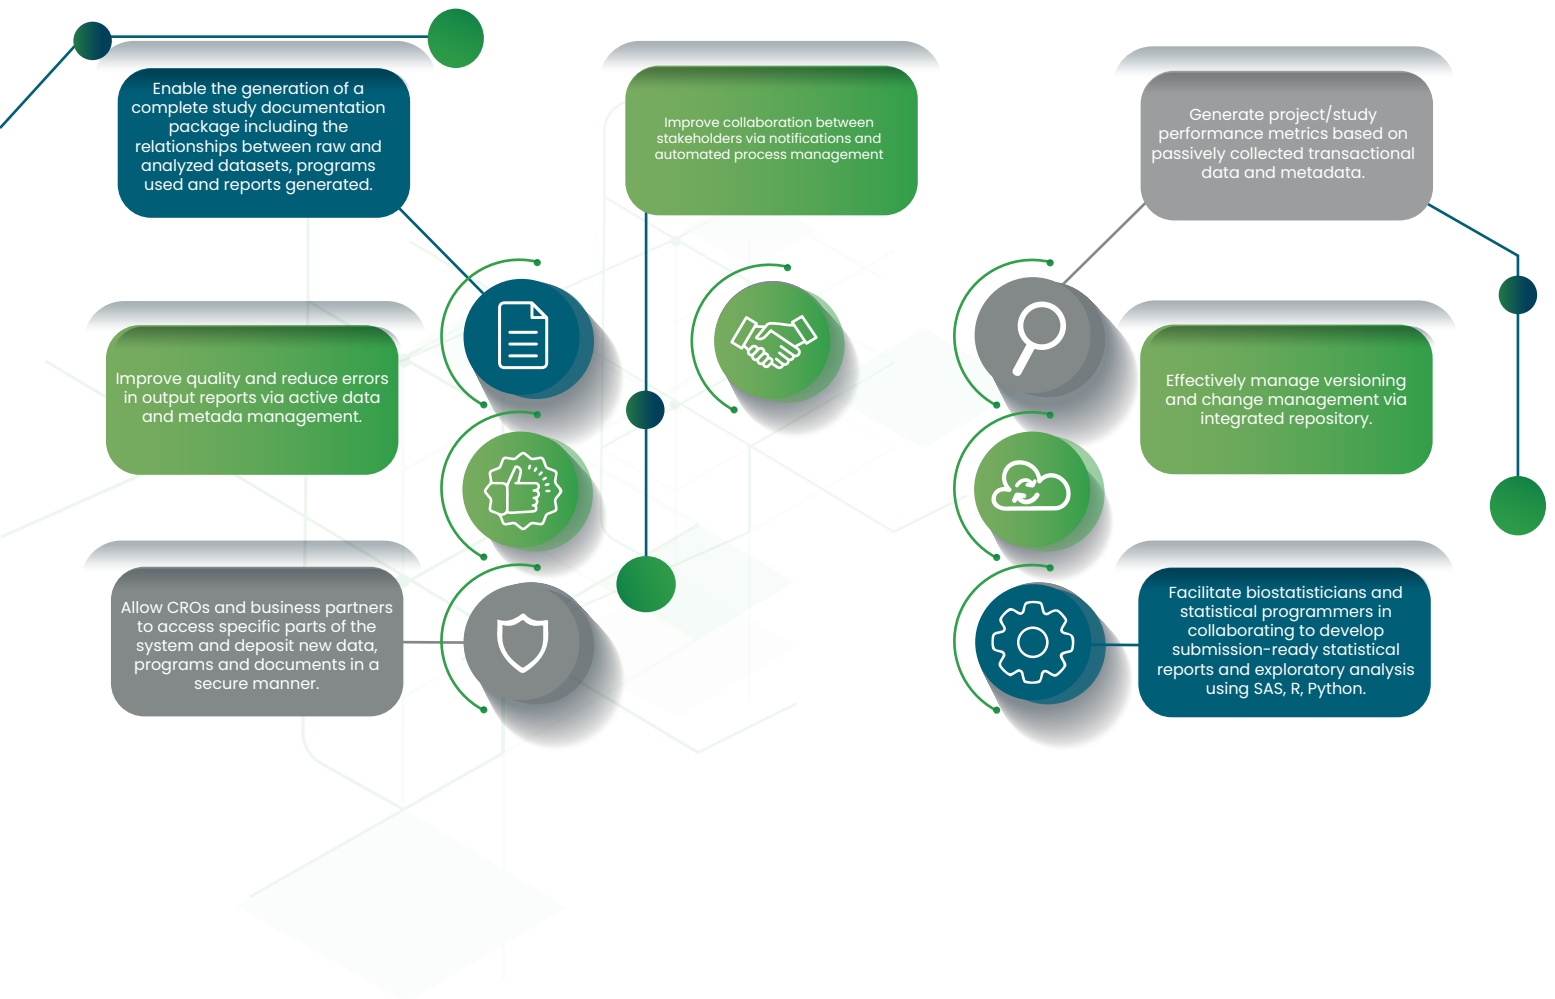 Enable the generation of a
complete study documentation
package including the
relationships between raw and
analyzed datasets, programs
used and reports generated.
Improve collaboration between
stakeholders via notifications and
automated process management
Generate project/study
performance metrics based on
passively collected transactional
data and metadata.
Improve quality and reduce errors
in output reports via active data
and metada management.
Effectively manage versioning
and change management via
integrated repository.
Allow CROs and business partners
to access specific parts of the
system and deposit new data,
programs and documents in a
secure manner.
Facilitate biostatisticians and
statistical programmers in
collaborating to develop
submission-ready statistical
reports and exploratory analysis
using SAS, R, Python.